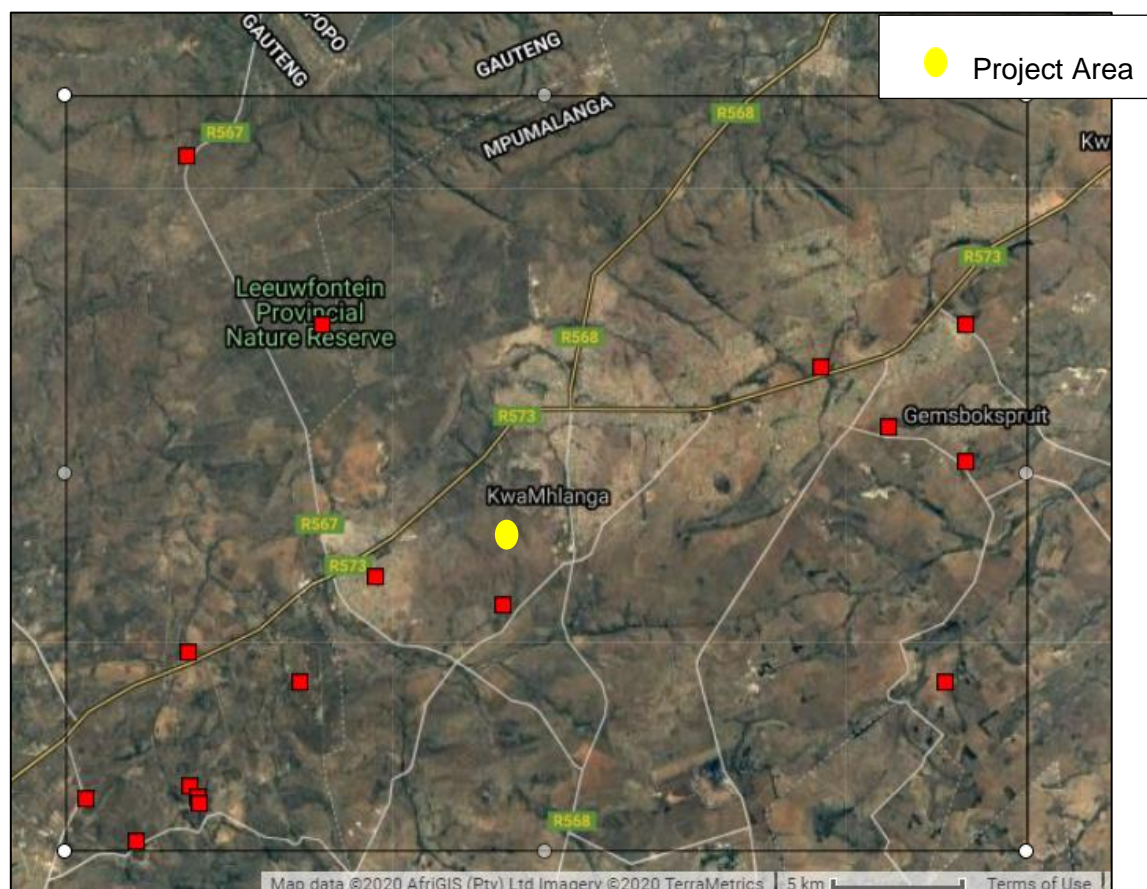 POPO
GAUTENG
GAUTENG
MPUMALANGA
Project Area
R567
R568
Kw
R573
Leeuwfontein
Provincial
Nature Reserve
R568
R573
Gemsbokspruit
KwaMhlanga
R567
R573
R568
Map data ©2020 AfriGIS (Pty) Ltd Imagery ©2020 TerraMetrics
5 km
Terms of Use